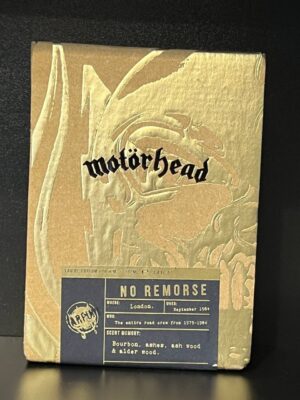 motörhead
NO REMORSE
WHERE: WHEN:
London. September 1984
WHO:
The entire road crew from 1975-1984
SCENT MEMORY:
Bourbon, ashes, ash wood
& alder wood.